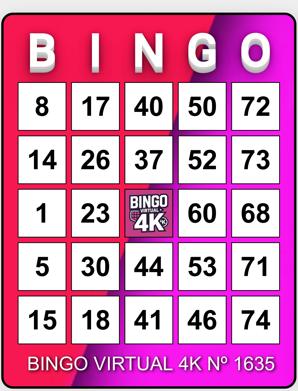 B I N G O
8 17 40 50 72
14 26 37 52 73
1 23 BINGO VIRTUAL 4K 60 68
5 30 44 53 71
15 18 41 46 74
BINGO VIRTUAL 4K Nº 1635